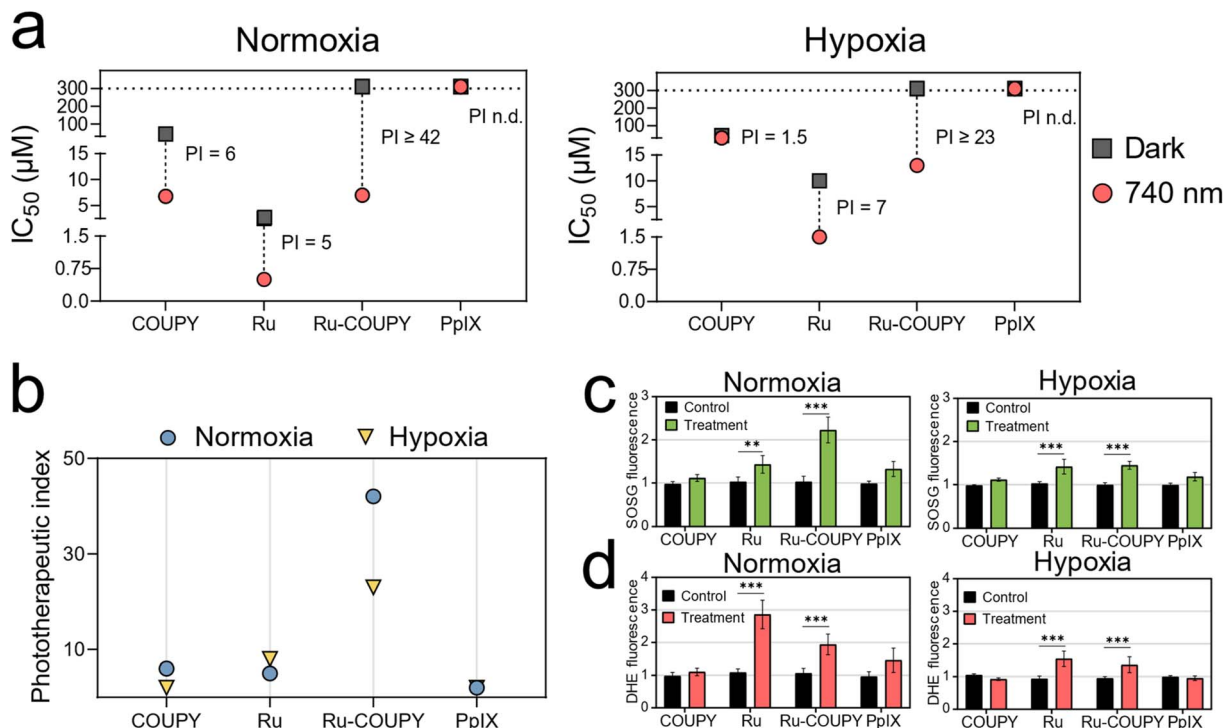 a
Normoxia
IC50 (µM)
300
200
100
15
10
5
1.5
0.75
0.0
PI = 6
PI = 5
PI ≥ 42
PI n.d.
COUPY Ru Ru-COUPY PpIX
Hypoxia
IC50 (µM)
300
200
100
15
10
5
1.5
0.75
0.0
PI = 1.5
PI = 7
PI ≥ 23
PI n.d.
COUPY Ru Ru-COUPY PpIX
Dark
740 nm
b
Normoxia Hypoxia
Phototherapeutic index
50
30
10
COUPY Ru Ru-COUPY PpIX
c
Normoxia
SOSG fluorescence
3
2
1
0
Control
Treatment
**
***
COUPY Ru Ru-COUPY PpIX
Hypoxia
SOSG fluorescence
3
2
1
0
Control
Treatment
***
***
COUPY Ru Ru-COUPY PpIX
d
Normoxia
DHE fluorescence
4
3
2
1
0
Control
Treatment
***
***
COUPY Ru Ru-COUPY PpIX
Hypoxia
DHE fluorescence
4
3
2
1
0
Control
Treatment
***
***
COUPY Ru Ru-COUPY PpIX